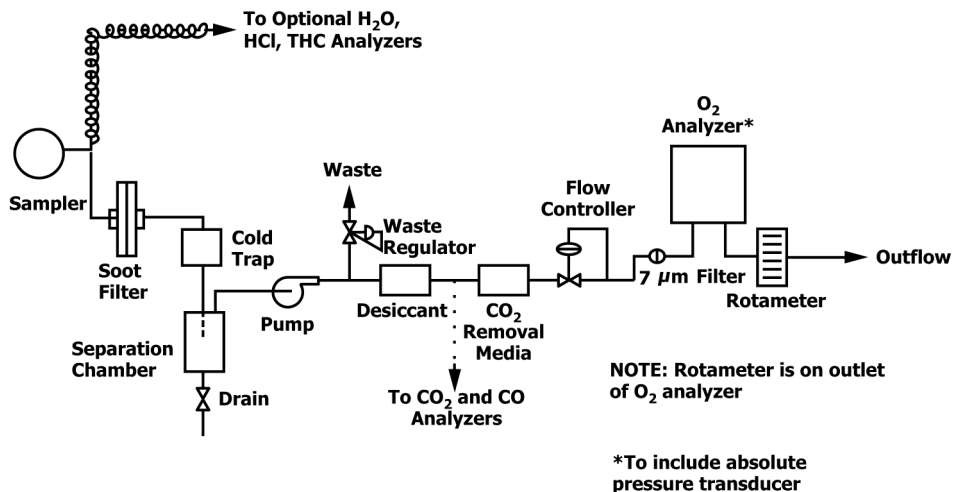 To Optional H₂O,
HCl, THC Analyzers
O₂
Analyzer*
Sampler
Waste
Flow
Controller
Waste
Regulator
Cold
Trap
Soot
Filter
Outflow
7 µm Filter
Rotameter
Pump
Desiccant
CO₂
Removal
Media
Separation
Chamber
Drain
To CO₂ and CO
Analyzers
NOTE: Rotameter is on outlet
of O₂ analyzer
*To include absolute
pressure transducer